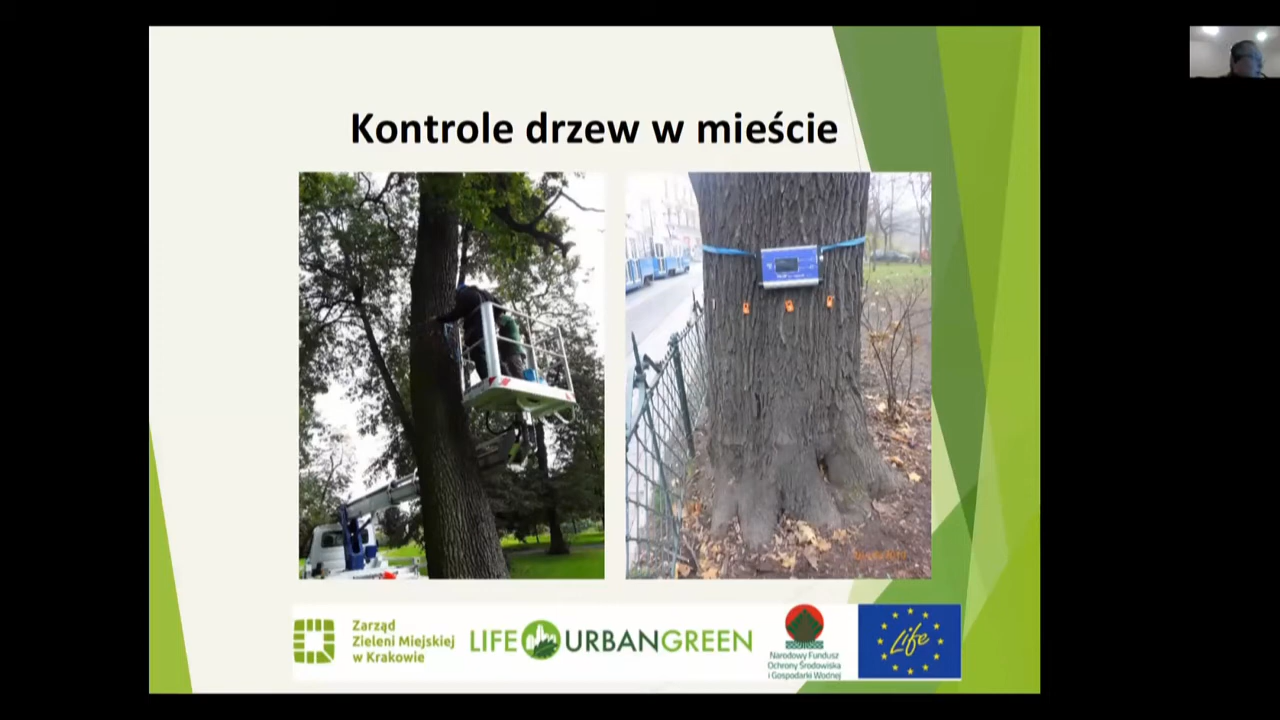 Kontrole drzew w mieście
Zarząd
Zieleni Miejskiej
w Krakowie
LIFE URBANGREEN
Narodowy Fundusz
Ochrony Środowiska
i Gospodarki Wodnej
Life